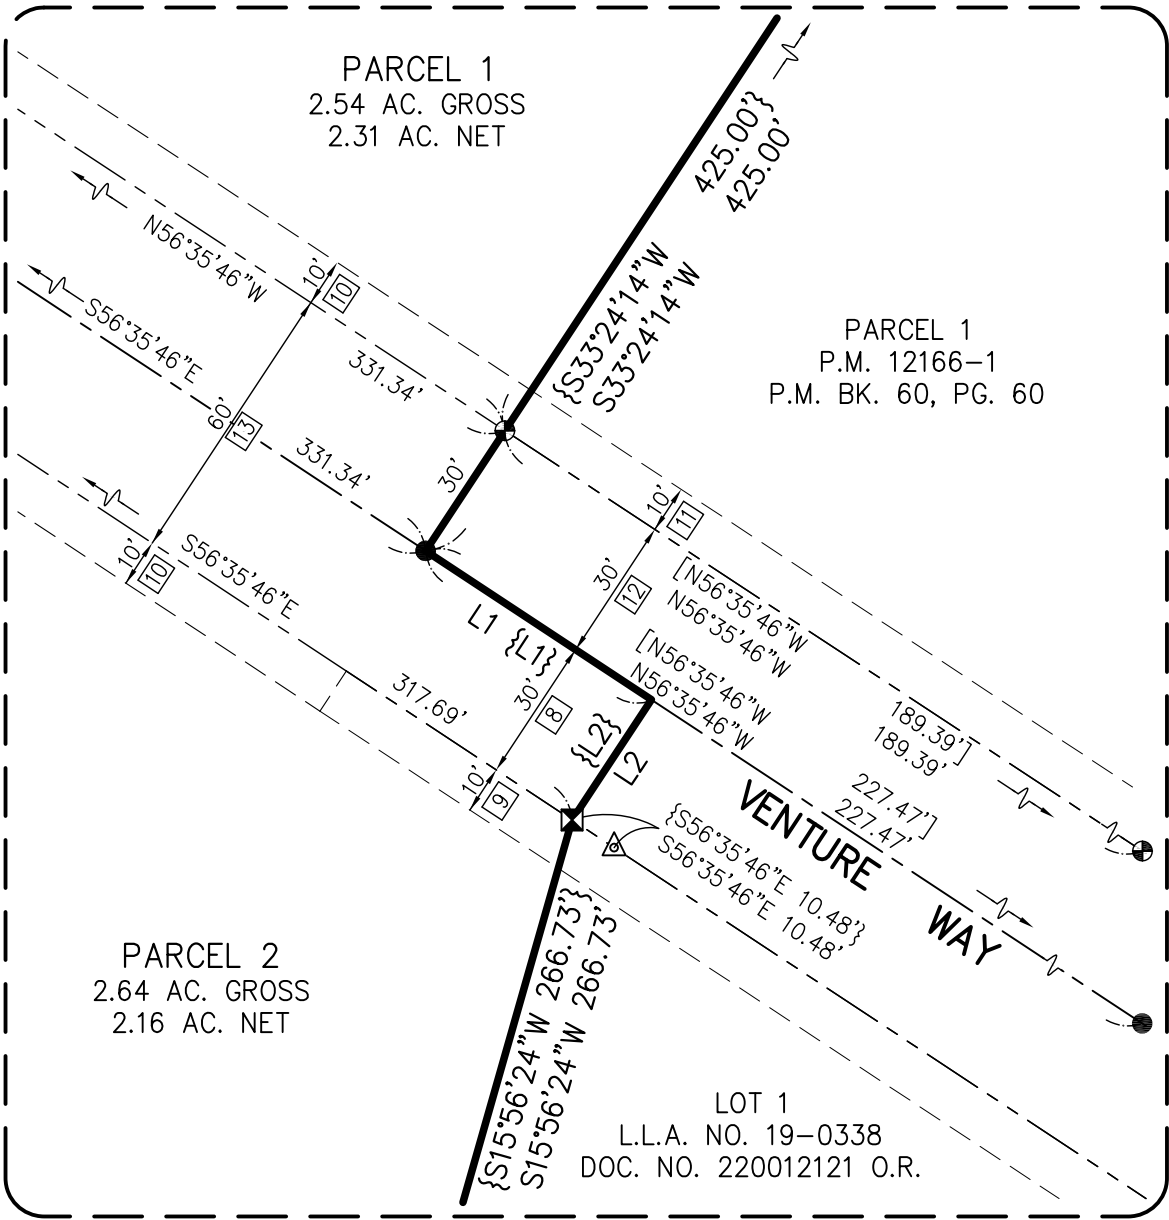 PARCEL 1
2.54 AC. GROSS
2.31 AC. NET
425.00'}
425.00'
{S33°24'14"W
S33°24'14"W
N56°35'46"W
10'
10
S56°35'46"E
331.34'
PARCEL 1
P.M. 12166-1
P.M. BK. 60, PG. 60
60'
13
331.34'
30'
10'
11
S56°35'46"E
10'
10
30'
12
[N56°35'46"W
N56°35'46"W
L1 {L1}
[N56°35'46"W
N56°35'46"W
317.69'
30'
8
{L2}
L2
189.39']
189.39'
10'
9
227.47']
227.47'
VENTURE WAY
{S56°35'46"E 10.48'}
S56°35'46"E 10.48'
{S15°56'24"W 266.73'}
S15°56'24"W 266.73'
PARCEL 2
2.64 AC. GROSS
2.16 AC. NET
LOT 1
L.L.A. NO. 19-0338
DOC. NO. 220012121 O.R.